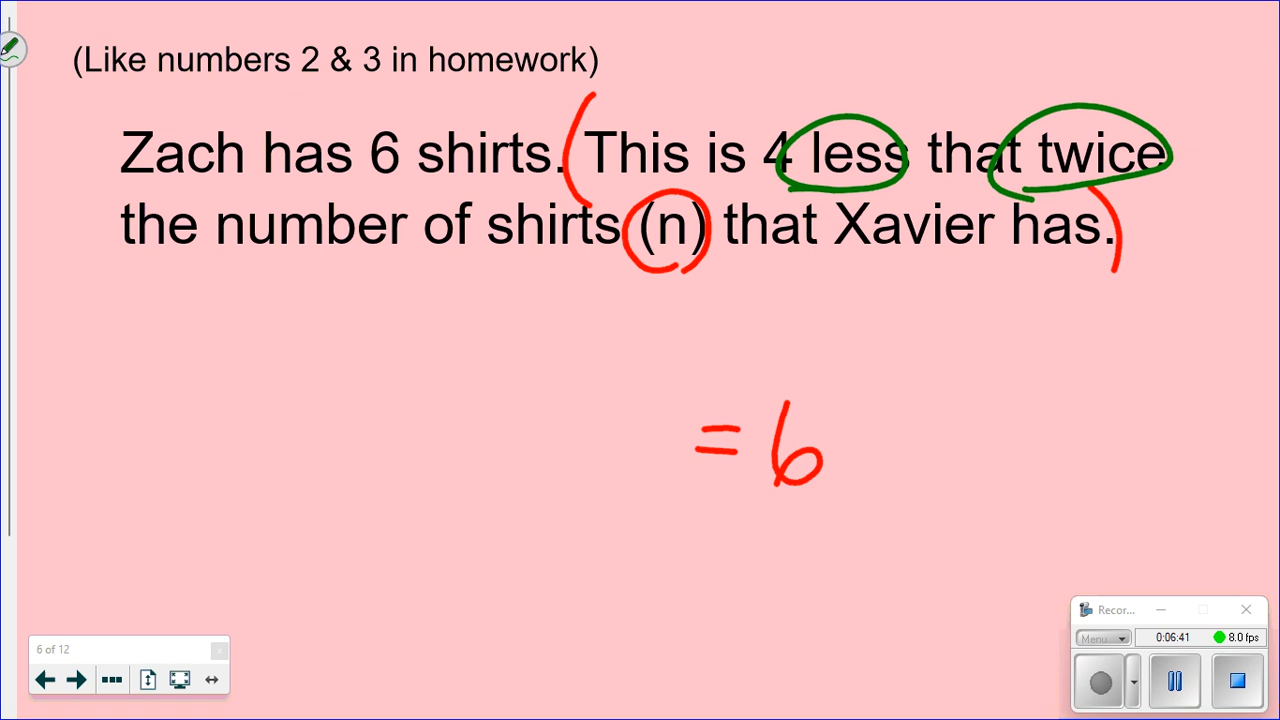 (Like numbers 2 & 3 in homework)
Zach has 6 shirts. (This is 4 less that twice
the number of shirts (n) that Xavier has.)
= 6
6 of 12
x
Recor...
Menu
0:06:41
8.0 fps